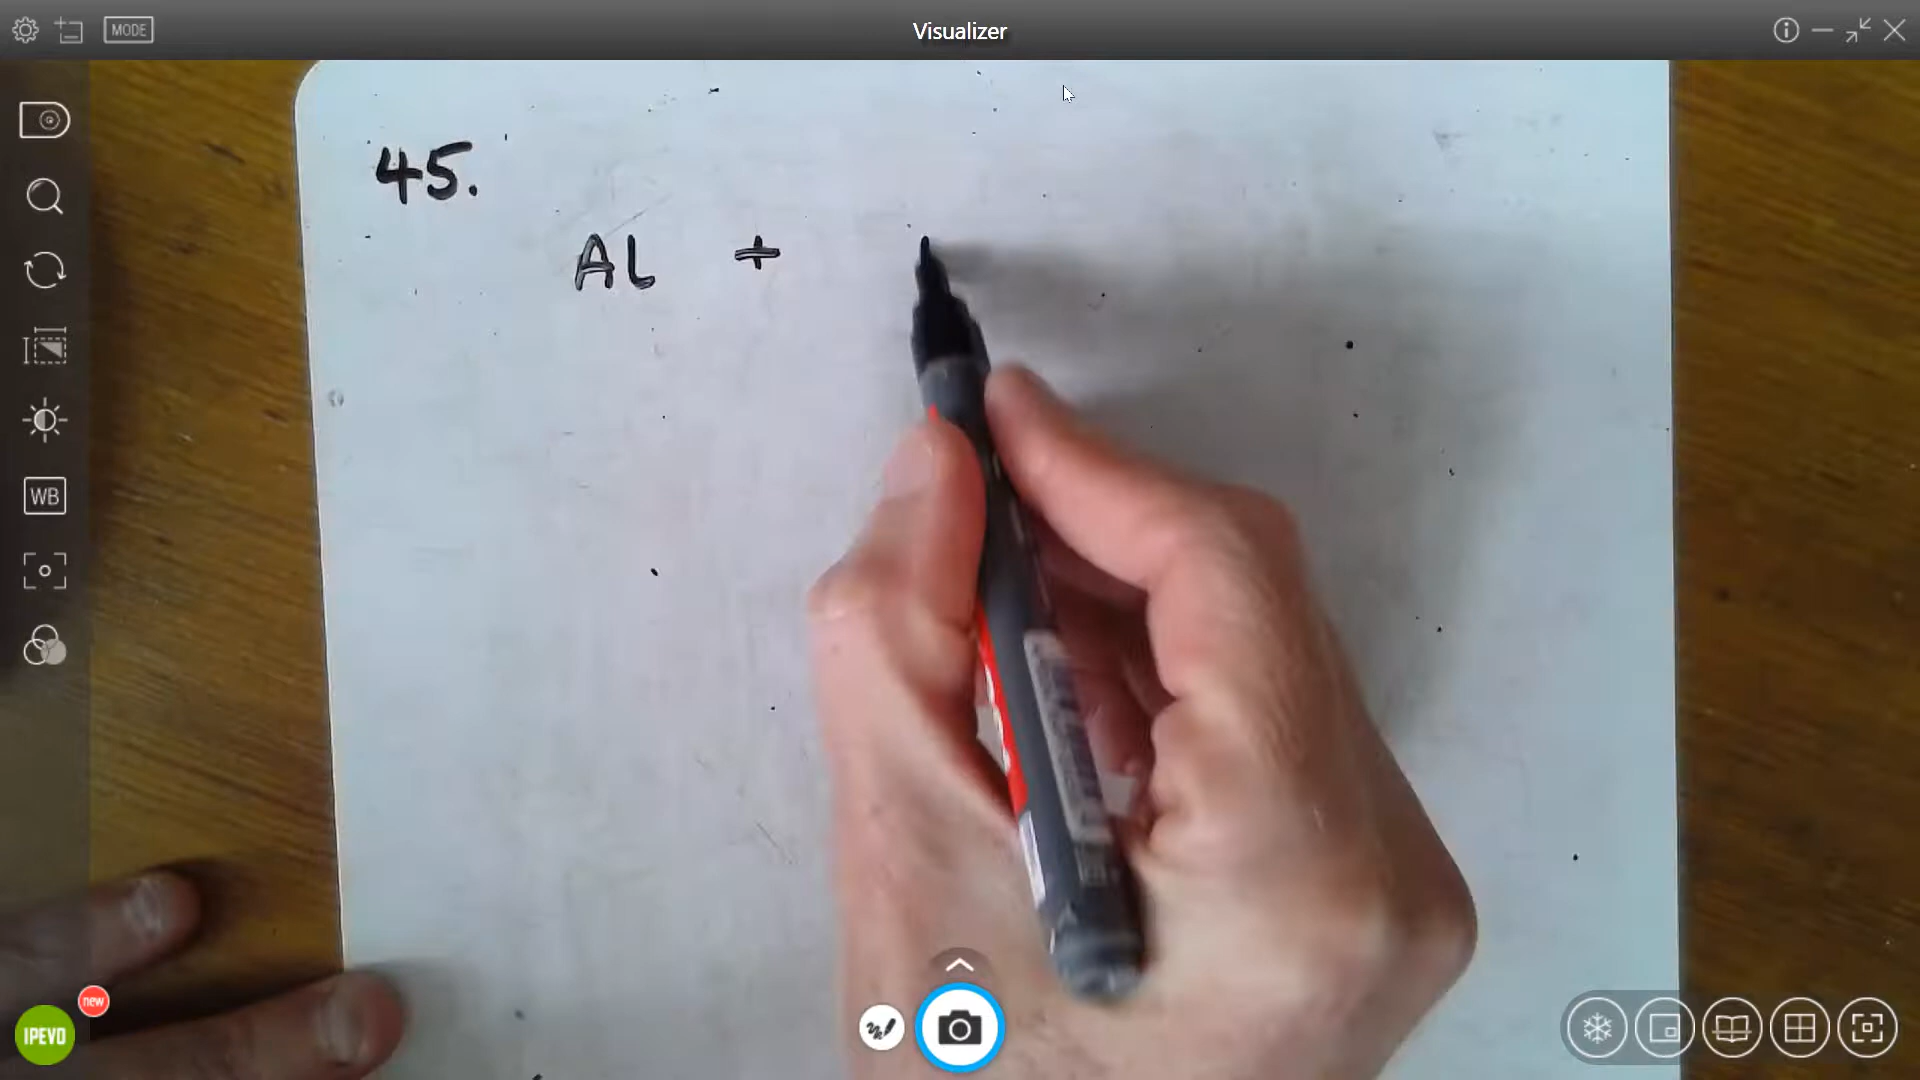 MODE
Visualizer
45.
Al +
WB
new
IPEVO